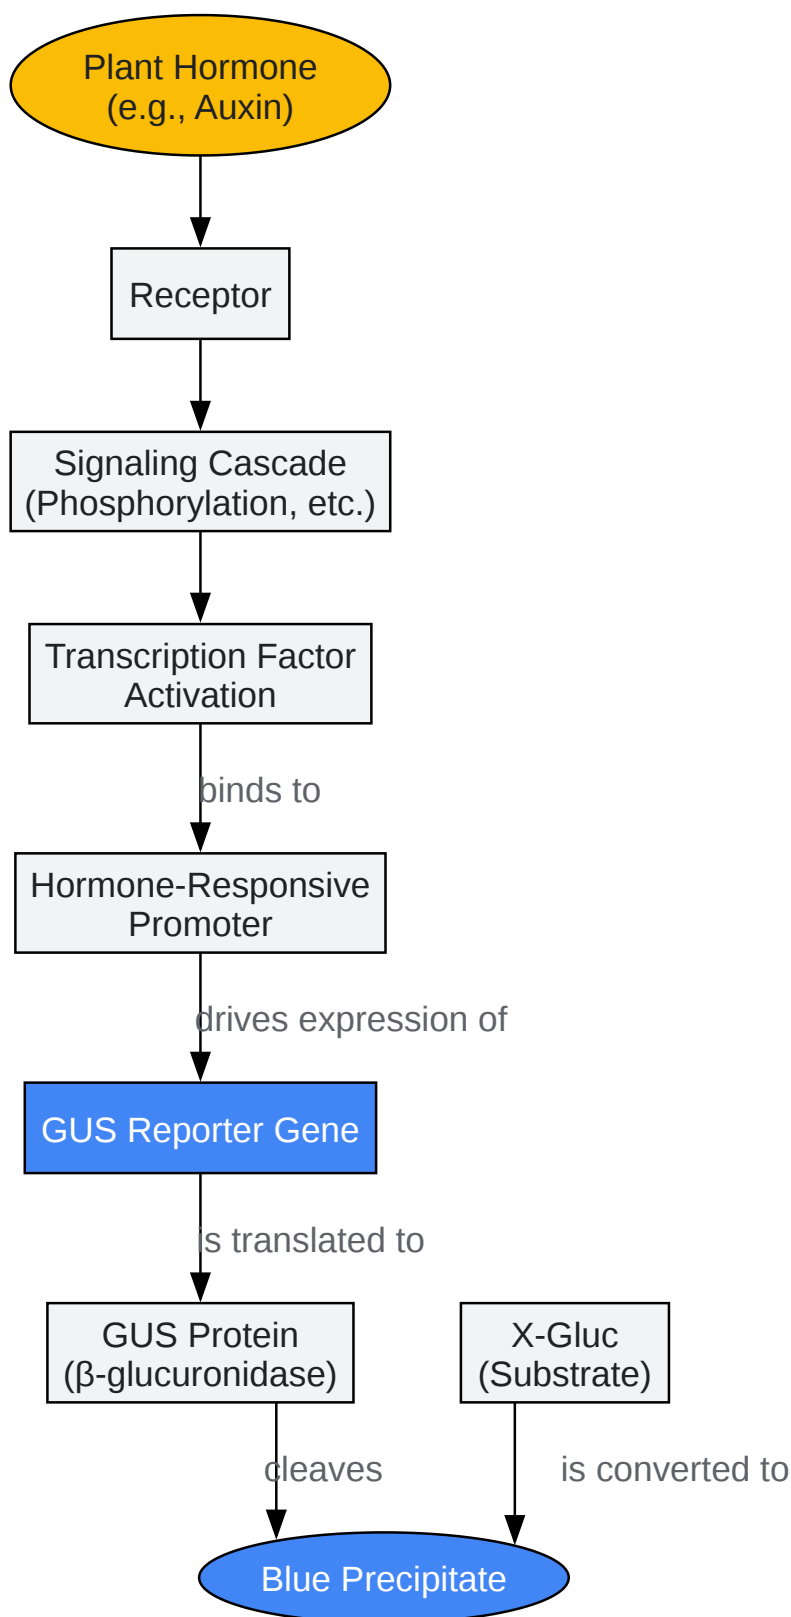 Plant Hormone
(e.g., Auxin)
Receptor
Signaling Cascade
(Phosphorylation, etc.)
Transcription Factor
Activation
binds to
Hormone-Responsive
Promoter
drives expression of
GUS Reporter Gene
is translated to
GUS Protein
(β-glucuronidase)
X-Gluc
(Substrate)
cleaves
is converted to
Blue Precipitate